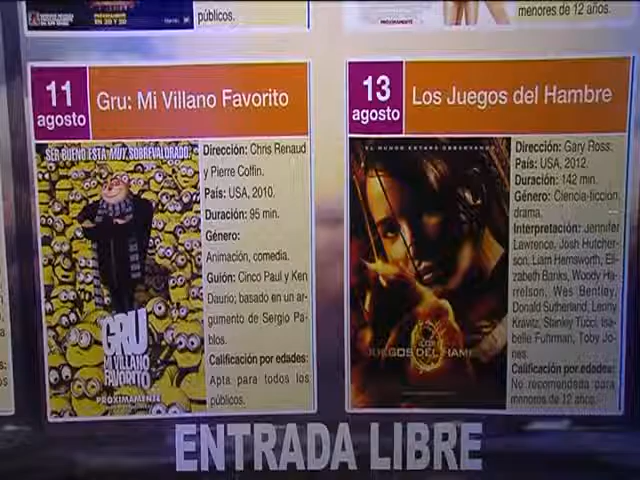 públicos.
PRÓXIMAMENTE
menores de 12 años.
11
agosto
Gru: Mi Villano Favorito
SER BUENO ESTÁ MUY SOBREVALORADO.
GRU
MI VILLANO
FAVORITO
PRÓXIMAMENTE
Dirección: Chris Renaud
y Pierre Coffin.
País: USA, 2010.
Duración: 95 min.
Género:
Animación, comedia.
Guión: Cinco Paul y Ken
Daurio; basado en un ar-
gumento de Sergio Pa-
blos.
Calificación por edades:
Apta para todos los
públicos.
13
agosto
Los Juegos del Hambre
EL MUNDO ESTARÁ OBSERVANDO
LOS
JUEGOS DEL HAMBRE
Dirección: Gary Ross.
País: USA, 2012.
Duración: 142 min.
Género: Ciencia-ficción,
drama.
Interpretación: Jennifer
Lawrence, Josh Hutcher-
son, Liam Hemsworth, Eli-
zabeth Banks, Woody Ha-
rrelson, Wes Bentley,
Donald Sutherland, Lenny
Kravitz, Stanley Tucci, Isa-
belle Fuhrman, Toby Jo-
nes.
Calificación por edades:
No recomendada para
menores de 12 años.
ENTRADA LIBRE